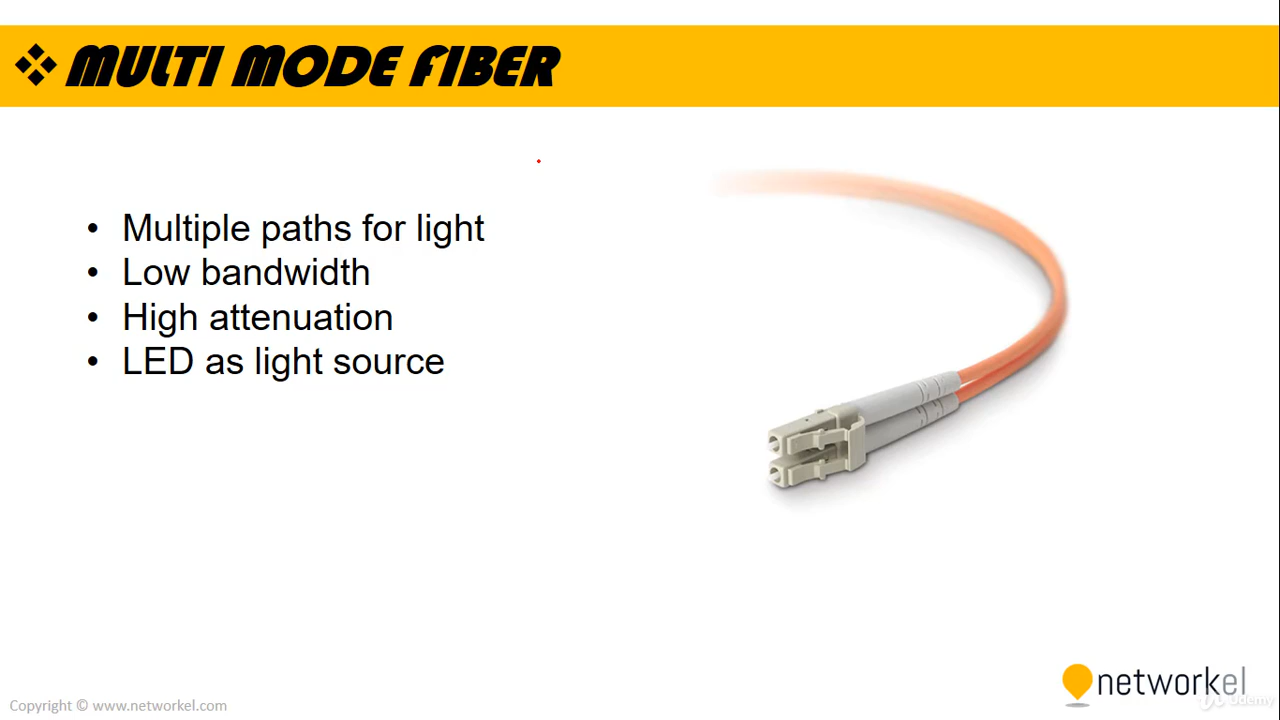 MULTI MODE FIBER
• Multiple paths for light
• Low bandwidth
• High attenuation
• LED as light source
networkel
Udemy
Copyright © www.networkel.com